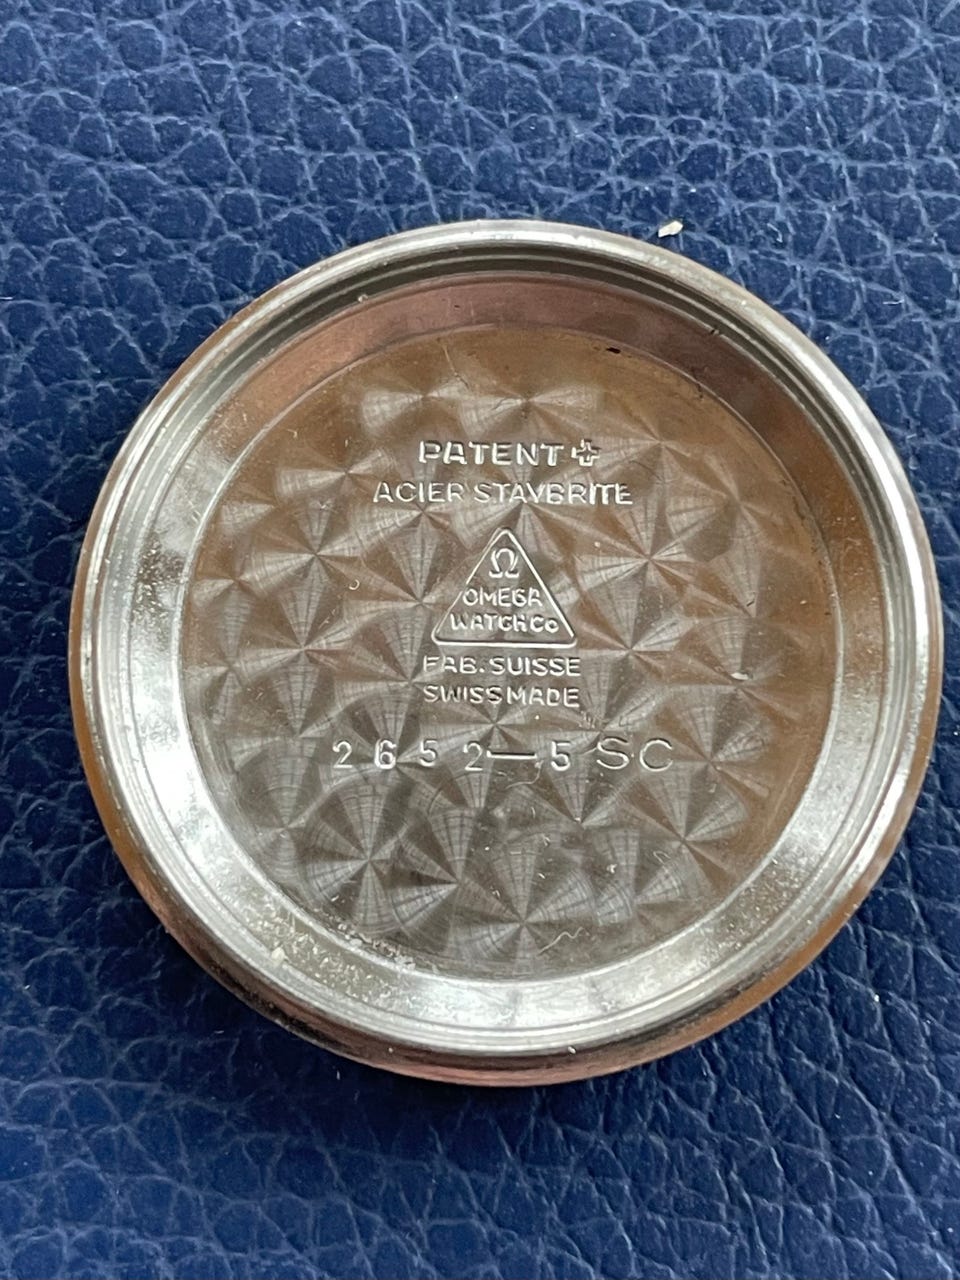 PATENT ✚
ACIER STAYBRITE
Ω
OMEGA
WATCH Co
FAB. SUISSE
SWISS MADE
2652-5 SC